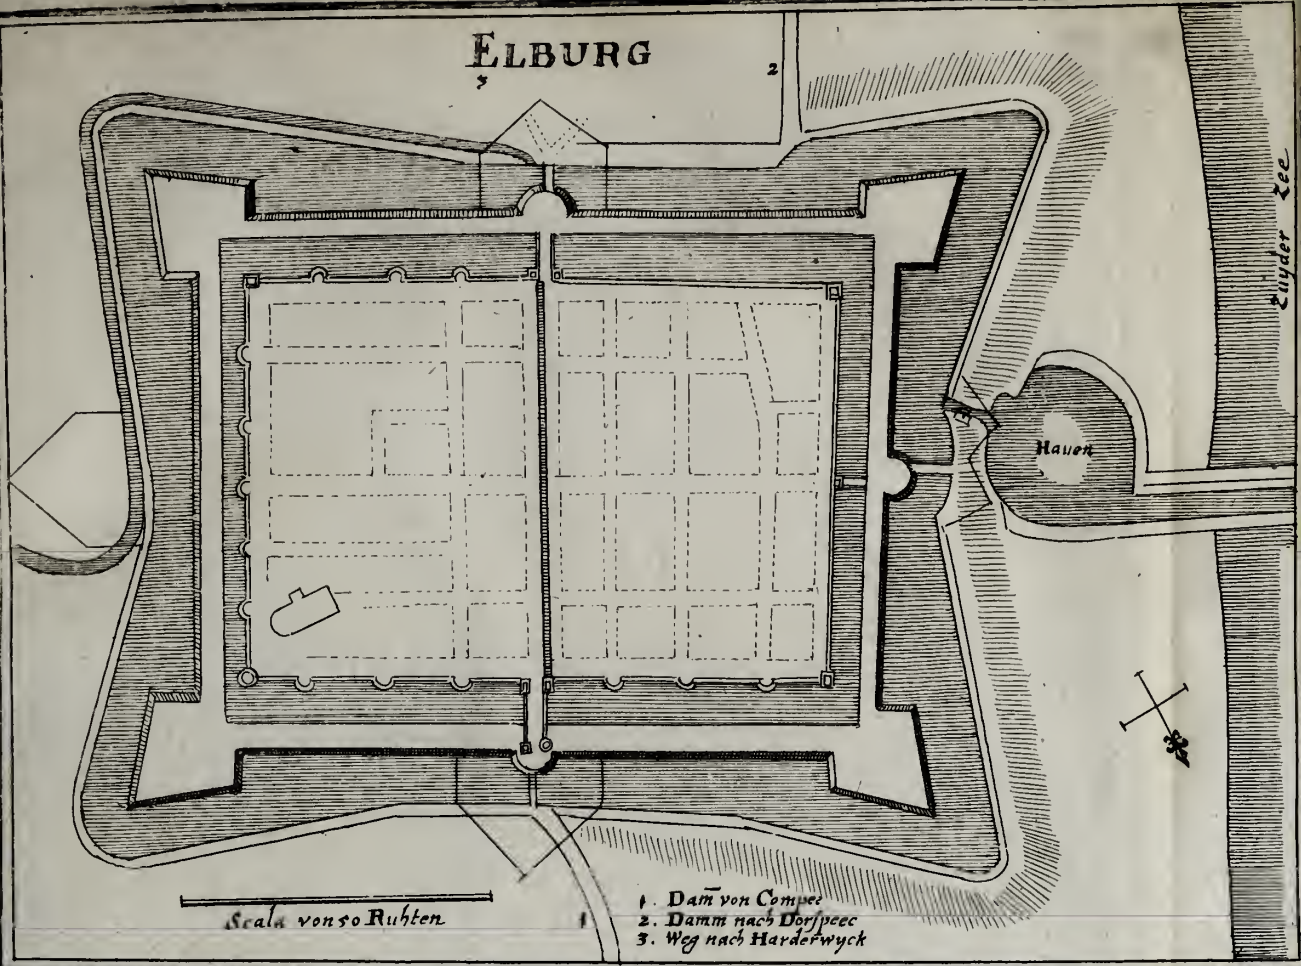 ELBURG
3
2
Zuyder Zee
Haven
Scala von 50 Ruhten
1
1. Dam̄ von Compee
2. Damm nach Dorspeec
3. Weg nach Harderwyck